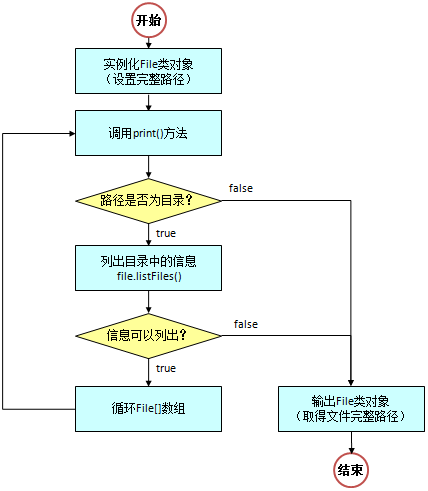 开始
实例化File类对象
（设置完整路径）
调用print()方法
路径是否为目录？
false
true
列出目录中的信息
file.listFiles()
信息可以列出？
false
true
循环File[]数组
输出File类对象
（取得文件完整路径）
结束